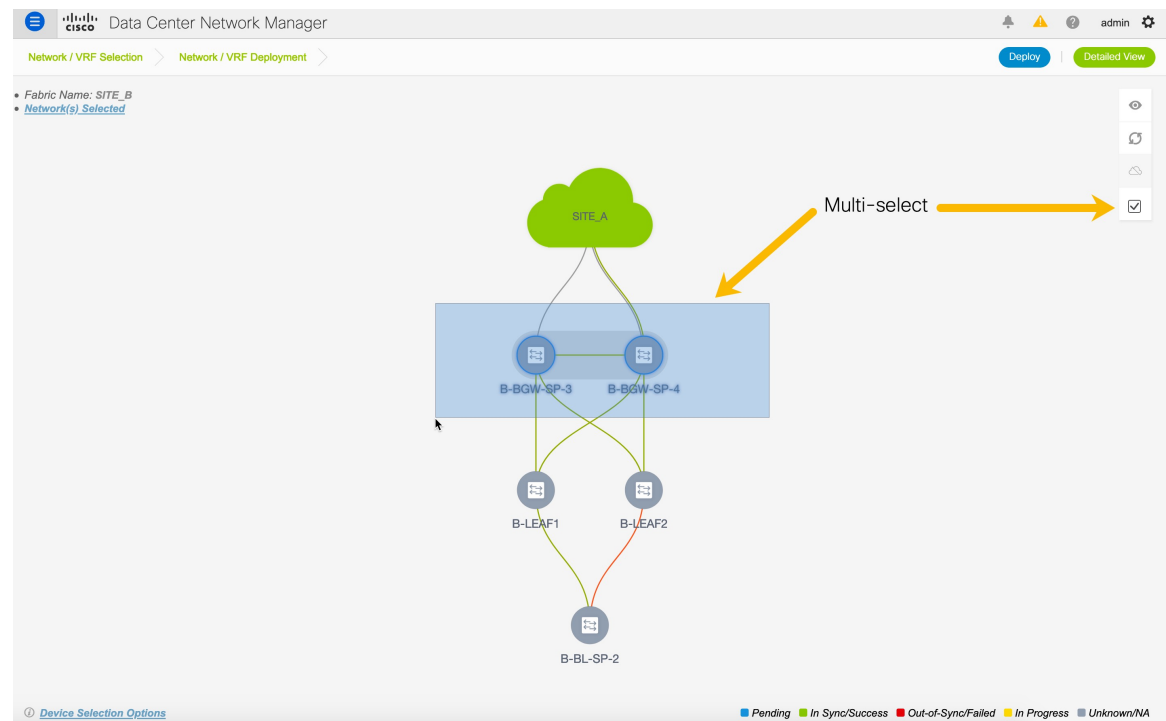 cisco Data Center Network Manager
admin
Network / VRF Selection
Network / VRF Deployment
Deploy
Detailed View
Fabric Name: SITE_B
Network(s) Selected
SITE_A
Multi-select
B-BGW-SP-3
B-BGW-SP-4
B-LEAF1
B-LEAF2
B-BL-SP-2
Device Selection Options
Pending In Sync/Success Out-of-Sync/Failed In Progress Unknown/NA